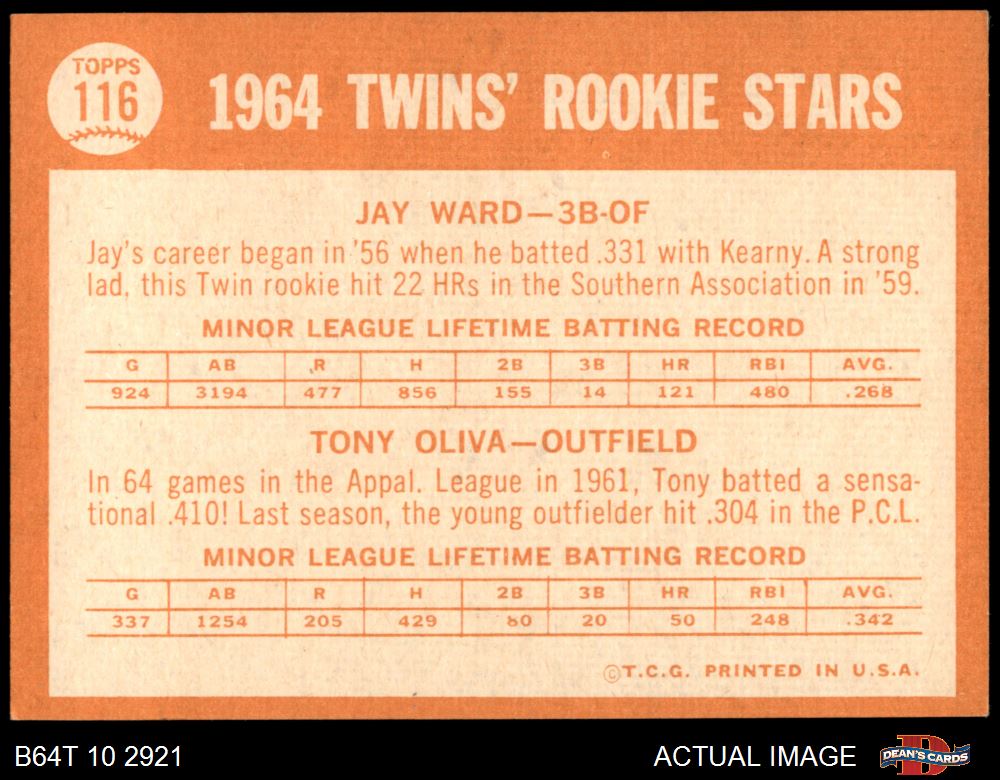 TOPPS
116
1964 TWINS' ROOKIE STARS
JAY WARD—3B-OF
Jay's career began in '56 when he batted .331 with Kearny. A strong
lad, this Twin rookie hit 22 HRs in the Southern Association in '59.
MINOR LEAGUE LIFETIME BATTING RECORD
G AB R H 2B 3B HR RBI AVG.
924 3194 477 856 155 14 121 480 .268
TONY OLIVA—OUTFIELD
In 64 games in the Appal. League in 1961, Tony batted a sensa-
tional .410! Last season, the young outfielder hit .304 in the P.C.L.
MINOR LEAGUE LIFETIME BATTING RECORD
G AB R H 2B 3B HR RBI AVG.
337 1254 205 429 80 20 50 248 .342
©T.C.G. PRINTED IN U.S.A.
B64T 10 2921 ACTUAL IMAGE DEAN'S CARDS